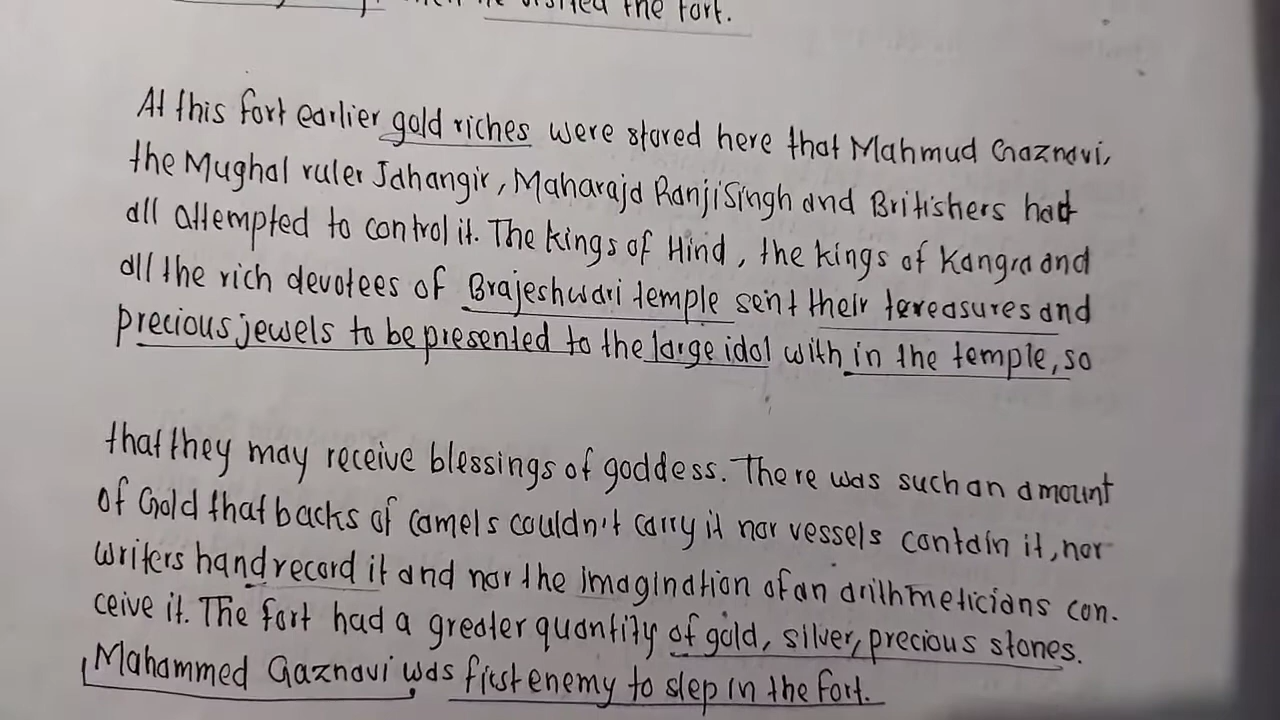 visited the fort.
At this fort earlier gold riches were stored here that Mahmud Gaznavi,
the Mughal ruler Jahangir, Maharaja RanjiSingh and Britishers had
all attempted to control it. The kings of Hind, the kings of Kangra and
all the rich devotees of Brajeshwari temple sent their tereasures and
precious jewels to be presented to the large idol with in the temple, so
that they may receive blessings of goddess. There was such an amount
of Gold that backs of camels couldn't carry it nor vessels contain it, nor
writers hand record it and nor the imagination of an arithmeticians con.
ceive it. The fort had a greater quantity of gold, silver, precious stones.
Mahammed Gaznavi was first enemy to step in the fort.